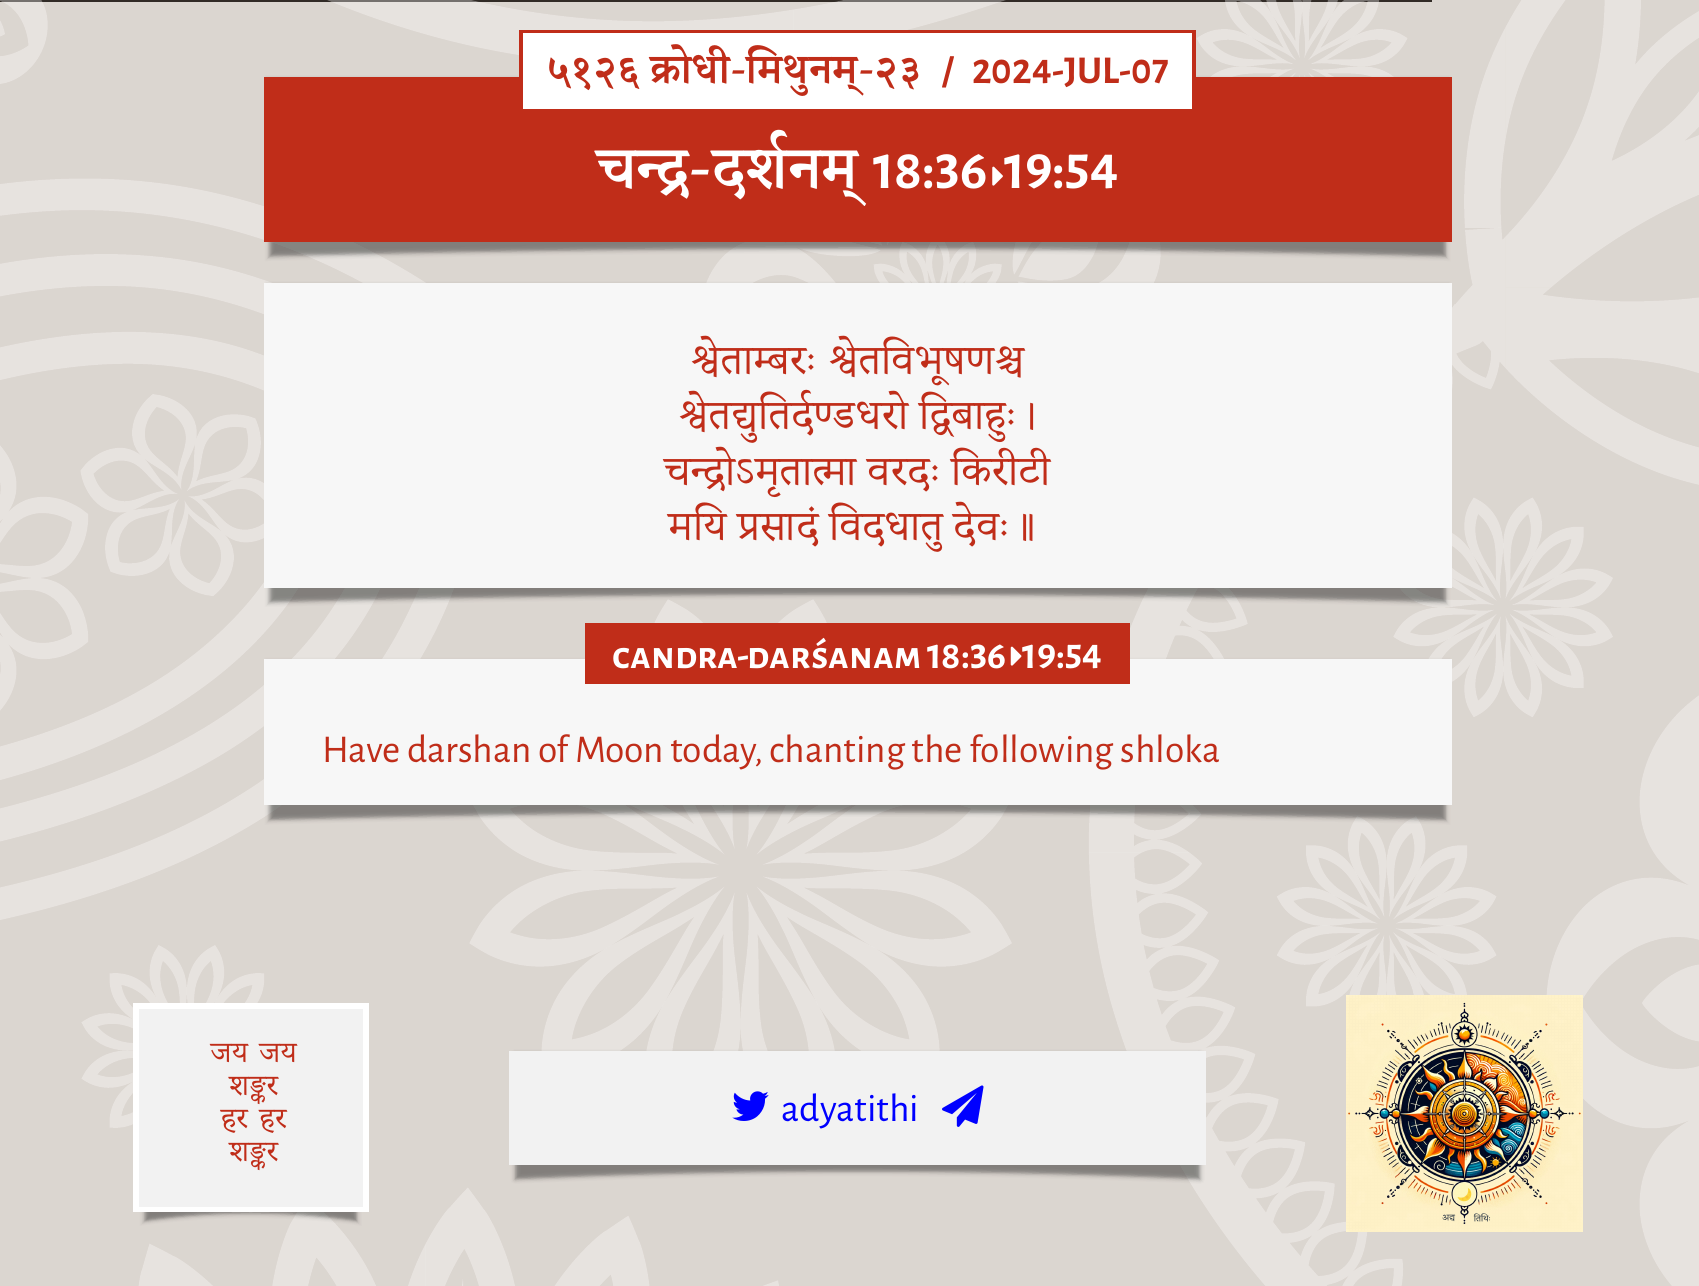 ५१२६ क्रोधी-मिथुनम्-२३ / 2024-JUL-07
चन्द्र-दर्शनम् 18:36▸19:54
श्वेताम्बरः श्वेतविभूषणश्च
श्वेतद्युतिर्दण्डधरो द्विबाहुः ।
चन्द्रोऽमृतात्मा वरदः किरीटी
मयि प्रसादं विदधातु देवः ॥
CANDRA-DARŚANAM 18:36▸19:54
Have darshan of Moon today, chanting the following shloka
जय जय
शङ्कर
हर हर
शङ्कर
adyatithi
अद्य तिथिः